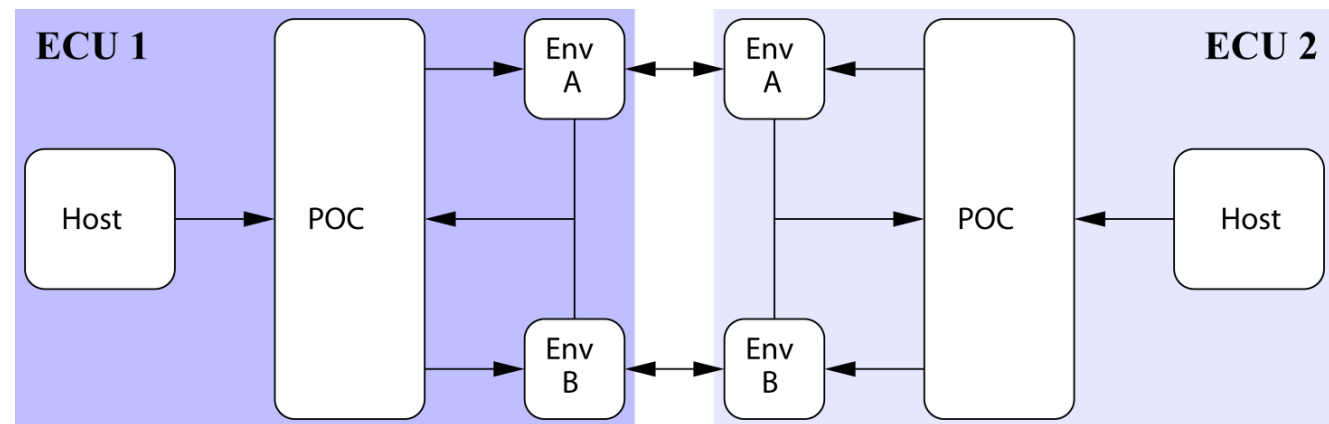 ECU 1
ECU 2
Env
A
Env
A
Host
POC
POC
Host
Env
B
Env
B